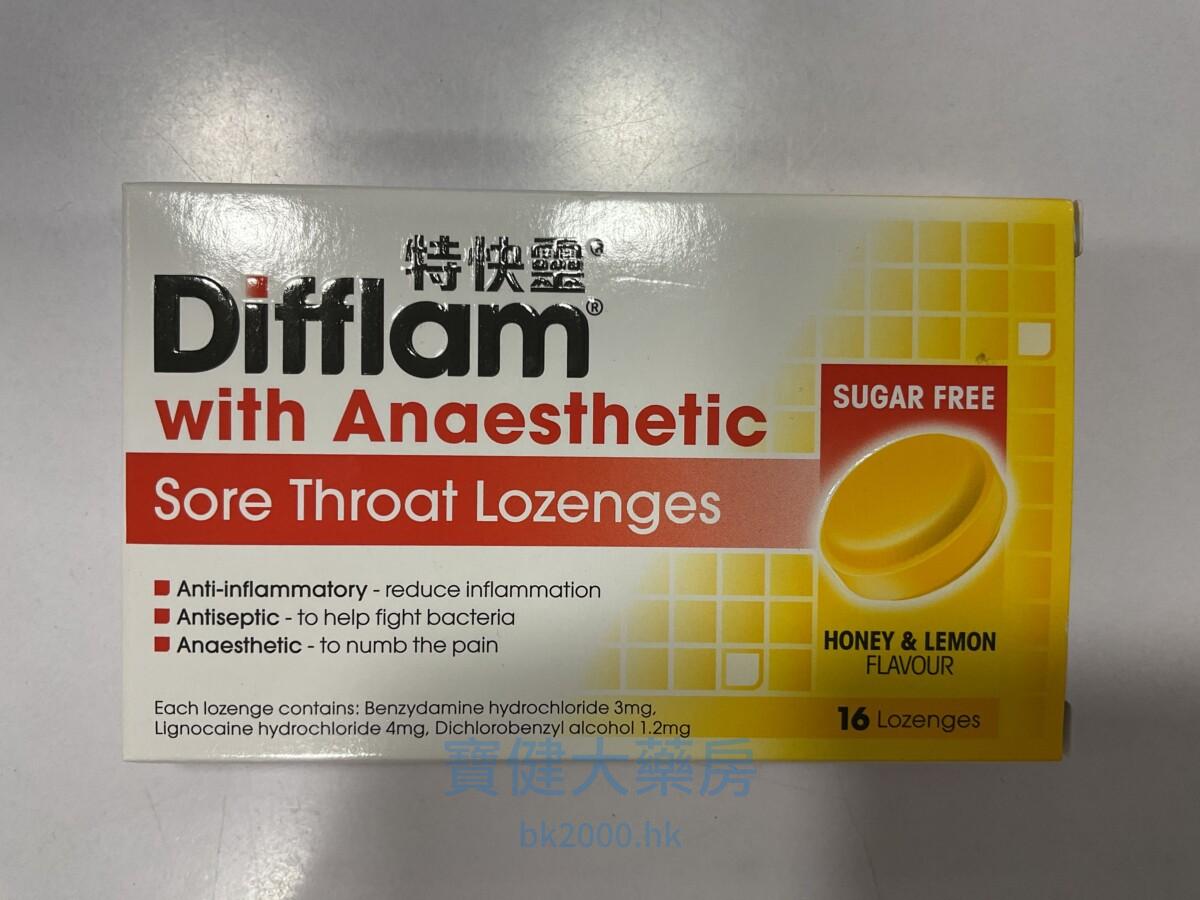 特快靈®
Difflam®
with Anaesthetic
Sore Throat Lozenges
SUGAR FREE
■ Anti-inflammatory - reduce inflammation
■ Antiseptic - to help fight bacteria
■ Anaesthetic - to numb the pain
HONEY & LEMON
FLAVOUR
Each lozenge contains: Benzydamine hydrochloride 3mg,
Lignocaine hydrochloride 4mg, Dichlorobenzyl alcohol 1.2mg
16 Lozenges
寶健大藥房
bk2000.hk